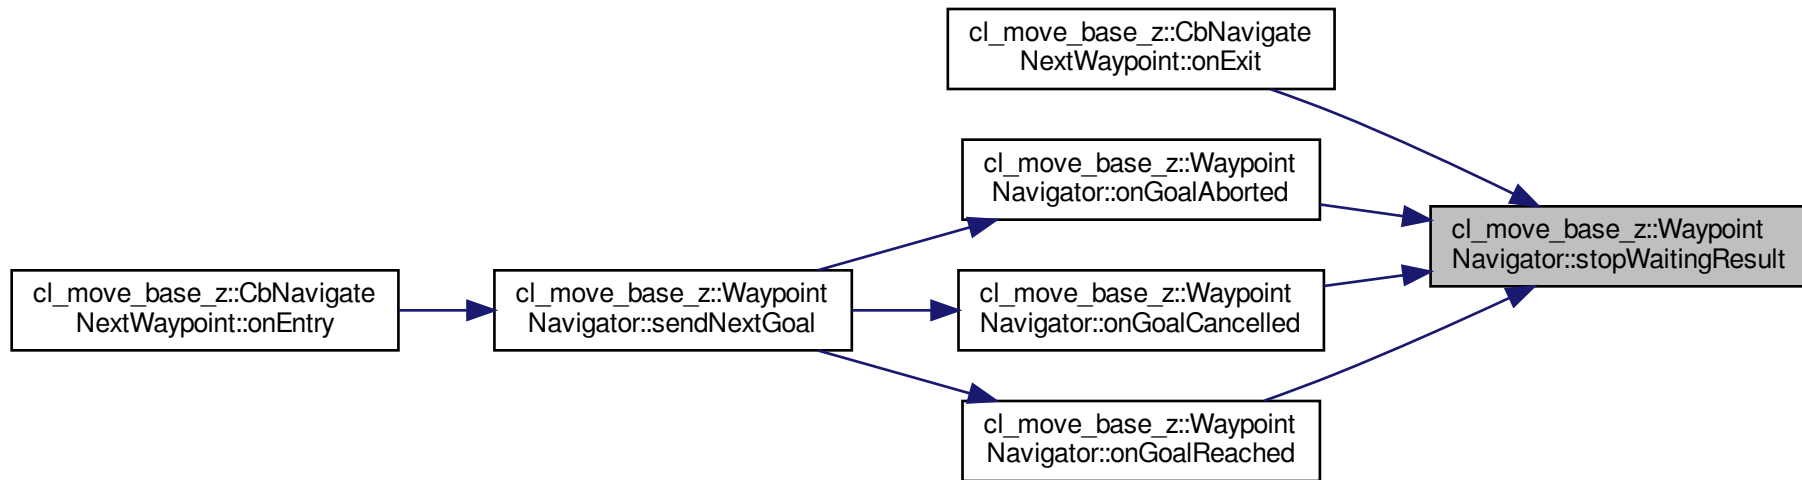 cl_move_base_z::CbNavigate
NextWaypoint::onExit
cl_move_base_z::Waypoint
Navigator::onGoalAborted
cl_move_base_z::Waypoint
Navigator::stopWaitingResult
cl_move_base_z::CbNavigate
NextWaypoint::onEntry
cl_move_base_z::Waypoint
Navigator::sendNextGoal
cl_move_base_z::Waypoint
Navigator::onGoalCancelled
cl_move_base_z::Waypoint
Navigator::onGoalReached